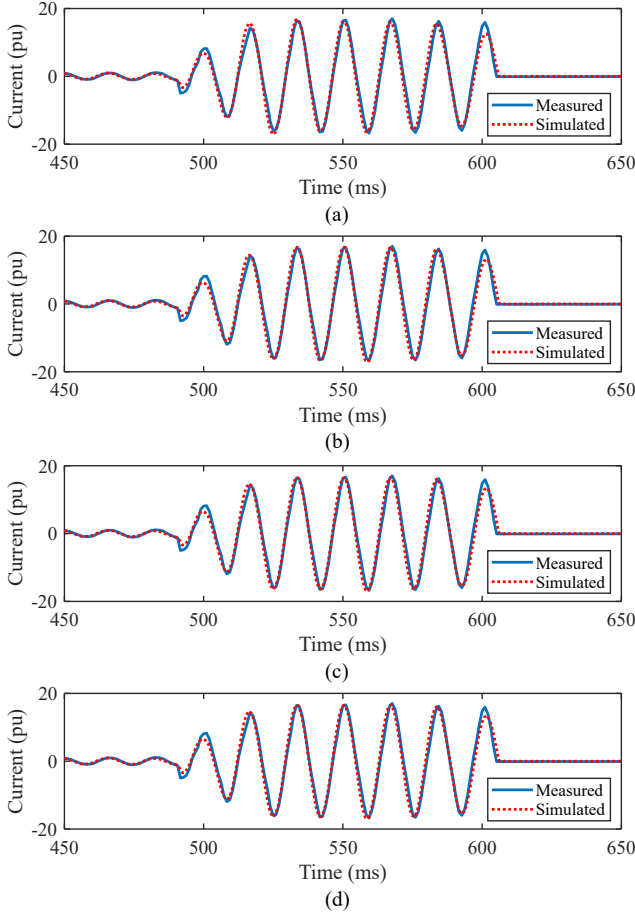 20
Current (pu)
0
Measured
Simulated
-20
450 500 550 600 650
Time (ms)
(a)
20
Current (pu)
0
Measured
Simulated
-20
450 500 550 600 650
Time (ms)
(b)
20
Current (pu)
0
Measured
Simulated
-20
450 500 550 600 650
Time (ms)
(c)
20
Current (pu)
0
Measured
Simulated
-20
450 500 550 600 650
Time (ms)
(d)